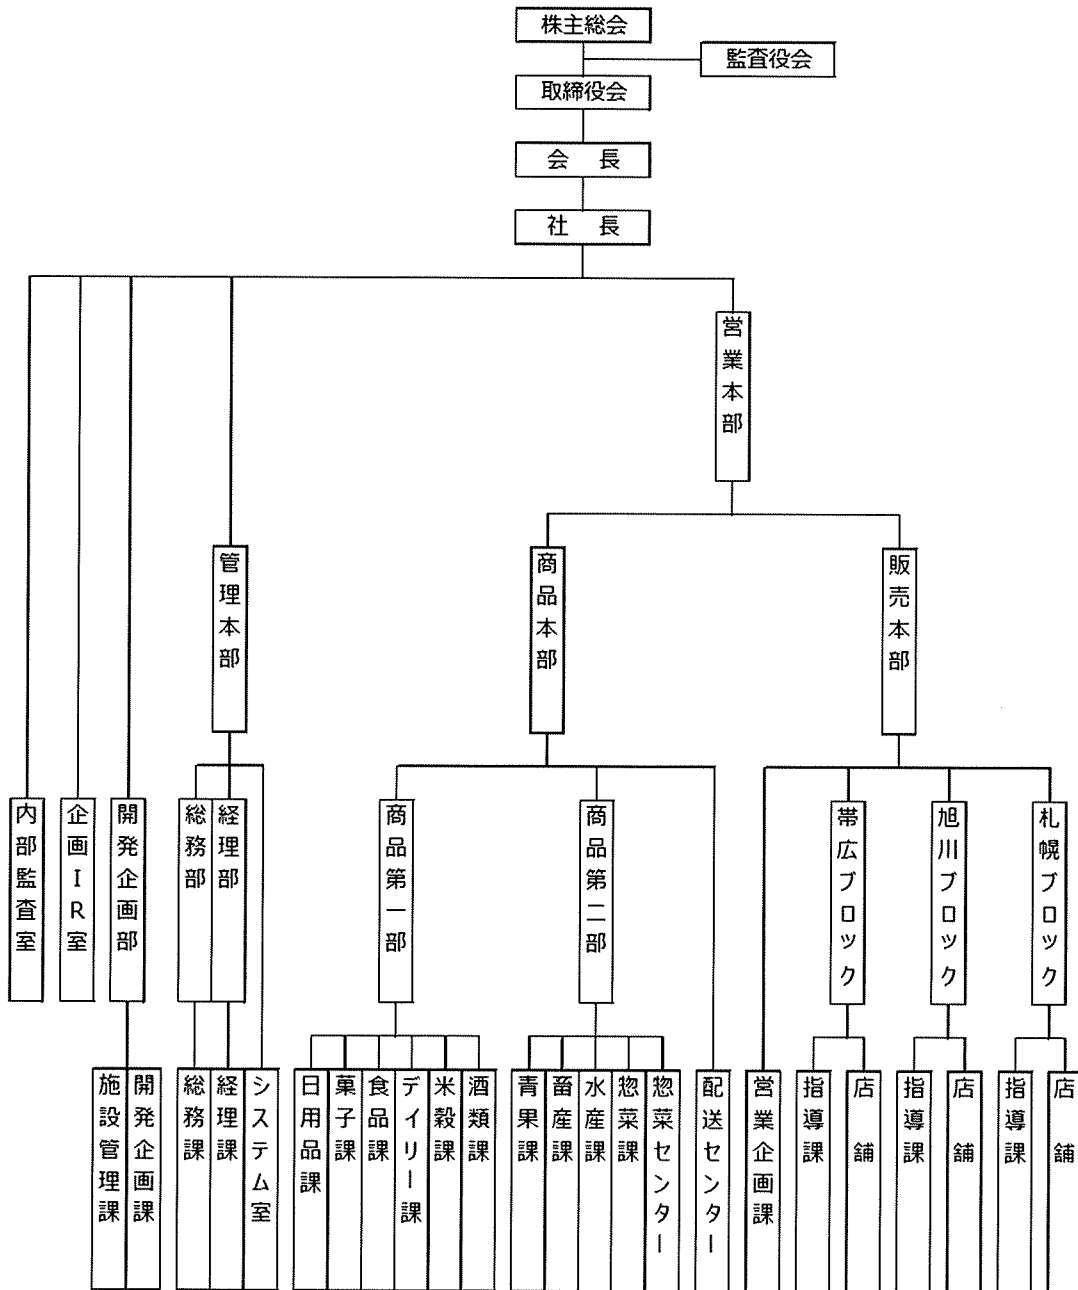 株主総会
監査役会
取締役会
会　長
社　長
営業本部
管理本部
商品本部
販売本部
内部監査室
企画IR室
開発企画部
総務部
経理部
商品第一部
商品第二部
帯広ブロック
旭川ブロック
札幌ブロック
施設管理課
開発企画課
総務課
経理課
システム室
日用品課
菓子課
食品課
デイリー課
米穀課
酒類課
青果課
畜産課
水産課
惣菜課
惣菜センター
配送センター
営業企画課
指導課
店　舗
指導課
店　舗
指導課
店　舗